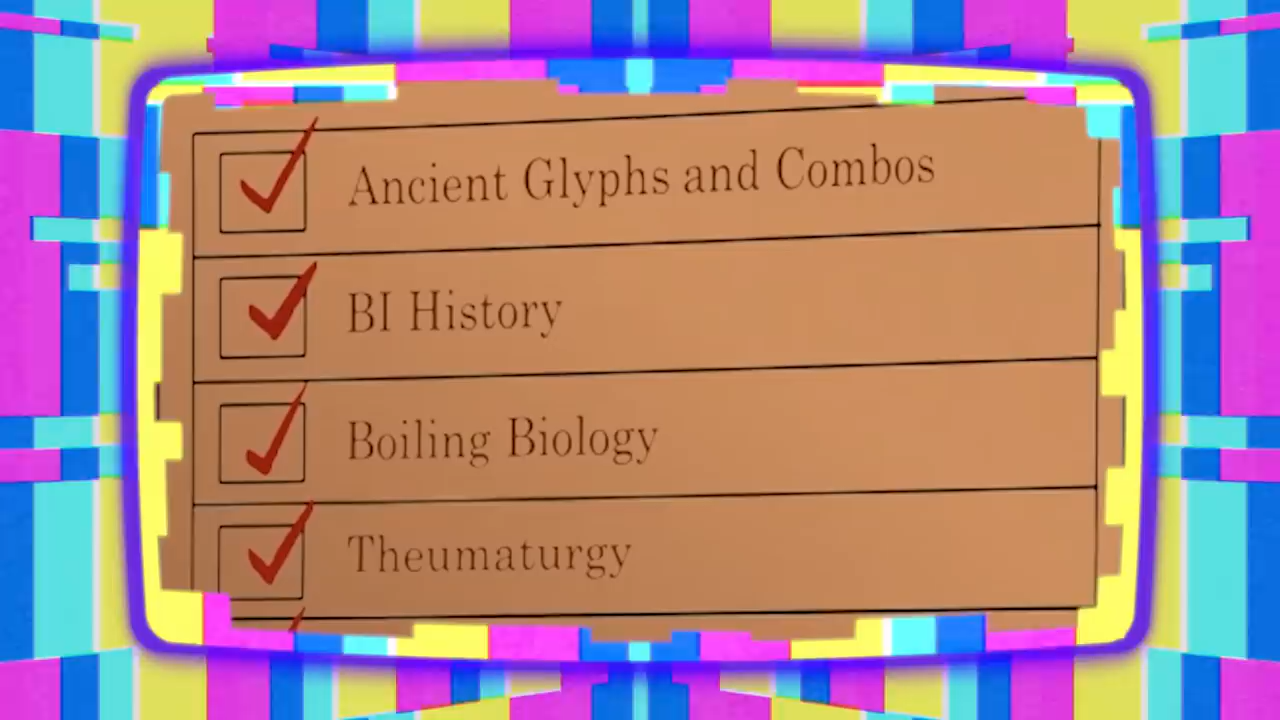 Ancient Glyphs and Combos
BI History
Boiling Biology
Theumaturgy